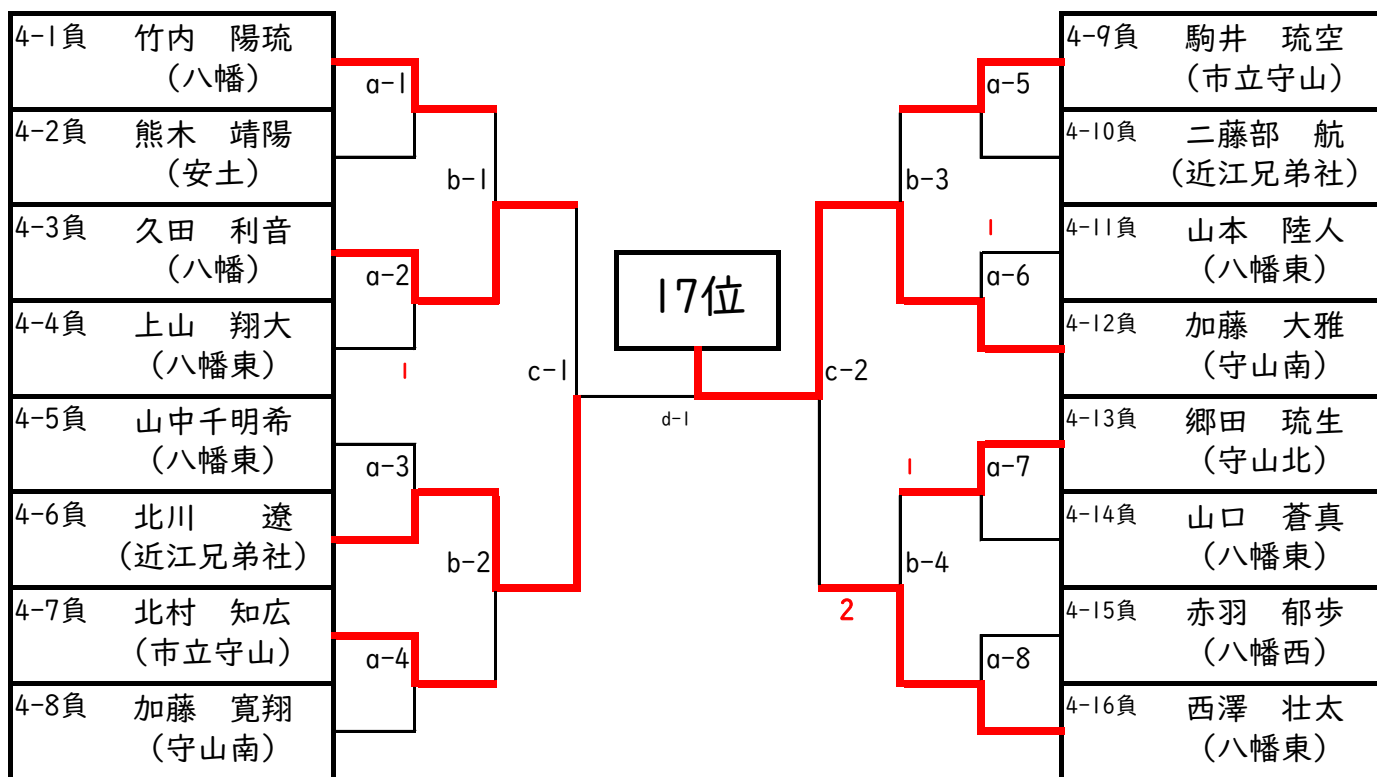 4-1負 竹内 陽琉
(八幡)
4-2負 熊木 靖陽
(安土)
4-3負 久田 利音
(八幡)
4-4負 上山 翔大
(八幡東)
4-5負 山中千明希
(八幡東)
4-6負 北川 遼
(近江兄弟社)
4-7負 北村 知広
(市立守山)
4-8負 加藤 寛翔
(守山南)
a-1
a-2
1
a-3
a-4
b-1
b-2
c-1
17位
d-1
c-2
b-3
1
b-4
2
a-5
1
a-6
a-7
a-8
4-9負 駒井 琉空
(市立守山)
4-10負 二藤部 航
(近江兄弟社)
4-11負 山本 陸人
(八幡東)
4-12負 加藤 大雅
(守山南)
4-13負 郷田 琉生
(守山北)
4-14負 山口 蒼真
(八幡東)
4-15負 赤羽 郁歩
(八幡西)
4-16負 西澤 壮太
(八幡東)